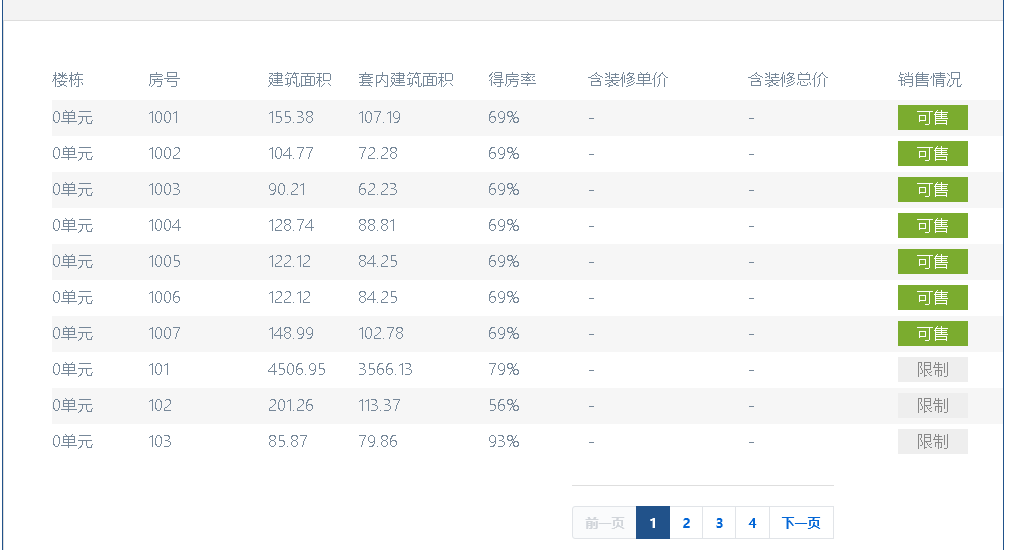 楼栋 房号 建筑面积 套内建筑面积 得房率 含装修单价 含装修总价 销售情况
0单元 1001 155.38 107.19 69% - - 可售
0单元 1002 104.77 72.28 69% - - 可售
0单元 1003 90.21 62.23 69% - - 可售
0单元 1004 128.74 88.81 69% - - 可售
0单元 1005 122.12 84.25 69% - - 可售
0单元 1006 122.12 84.25 69% - - 可售
0单元 1007 148.99 102.78 69% - - 可售
0单元 101 4506.95 3566.13 79% - - 限制
0单元 102 201.26 113.37 56% - - 限制
0单元 103 85.87 79.86 93% - - 限制
前一页 1 2 3 4 下一页